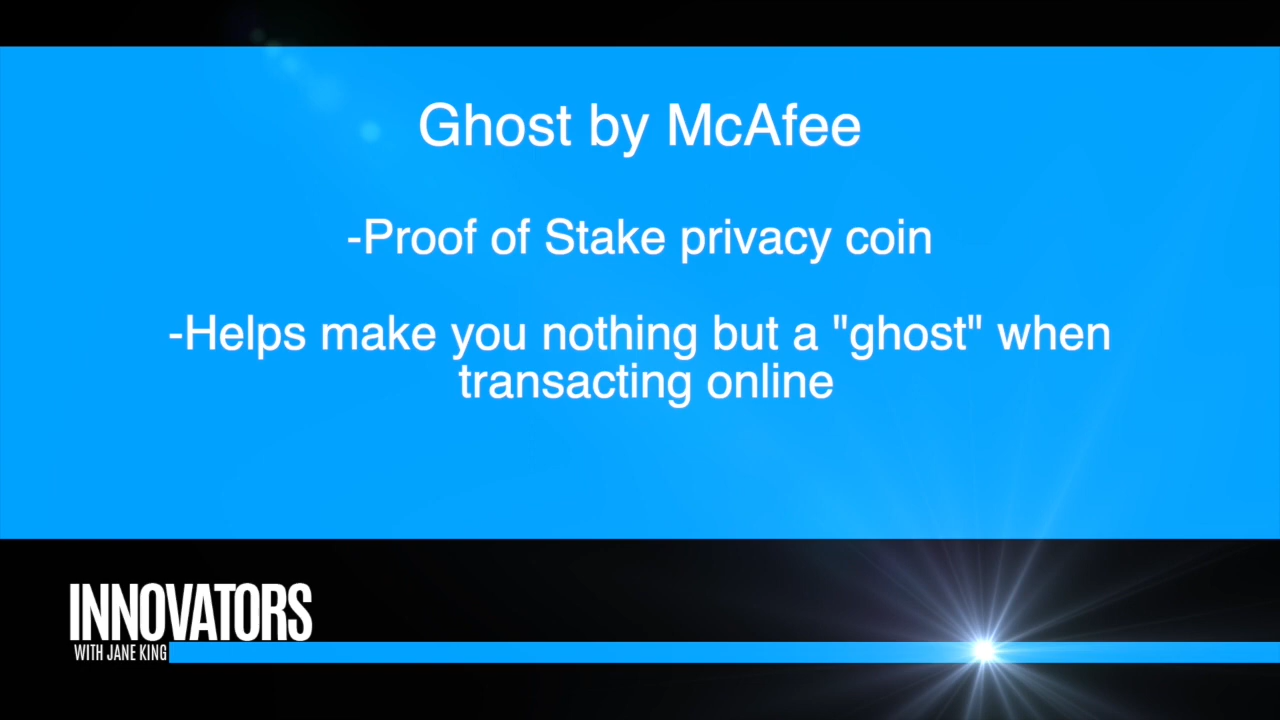 Ghost by McAfee
-Proof of Stake privacy coin
-Helps make you nothing but a "ghost" when
transacting online
INNOVATORS
WITH JANE KING